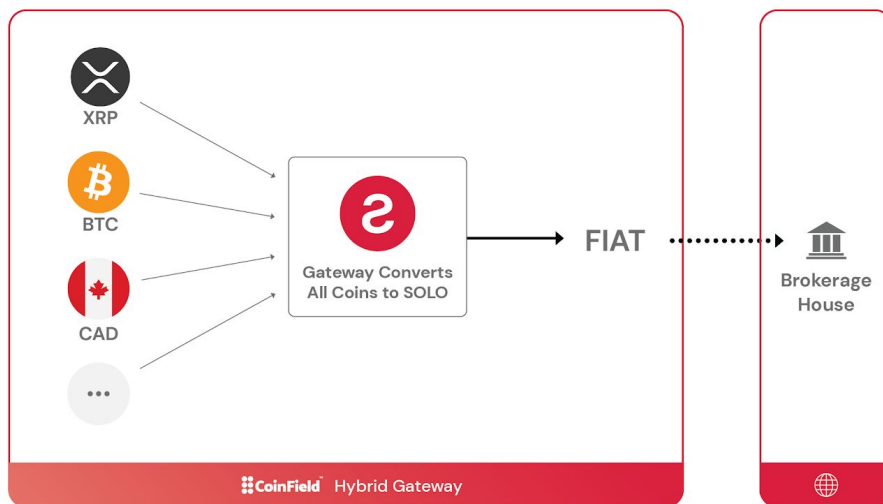 XRP
BTC
CAD
Gateway Converts
All Coins to SOLO
FIAT
Brokerage
House
CoinField Hybrid Gateway